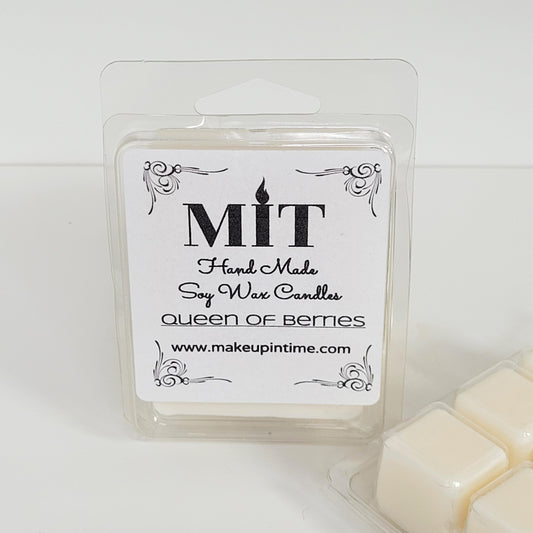 MiT
Hand Made
Soy Wax Candles
Queen of Berries
www.makeupintime.com